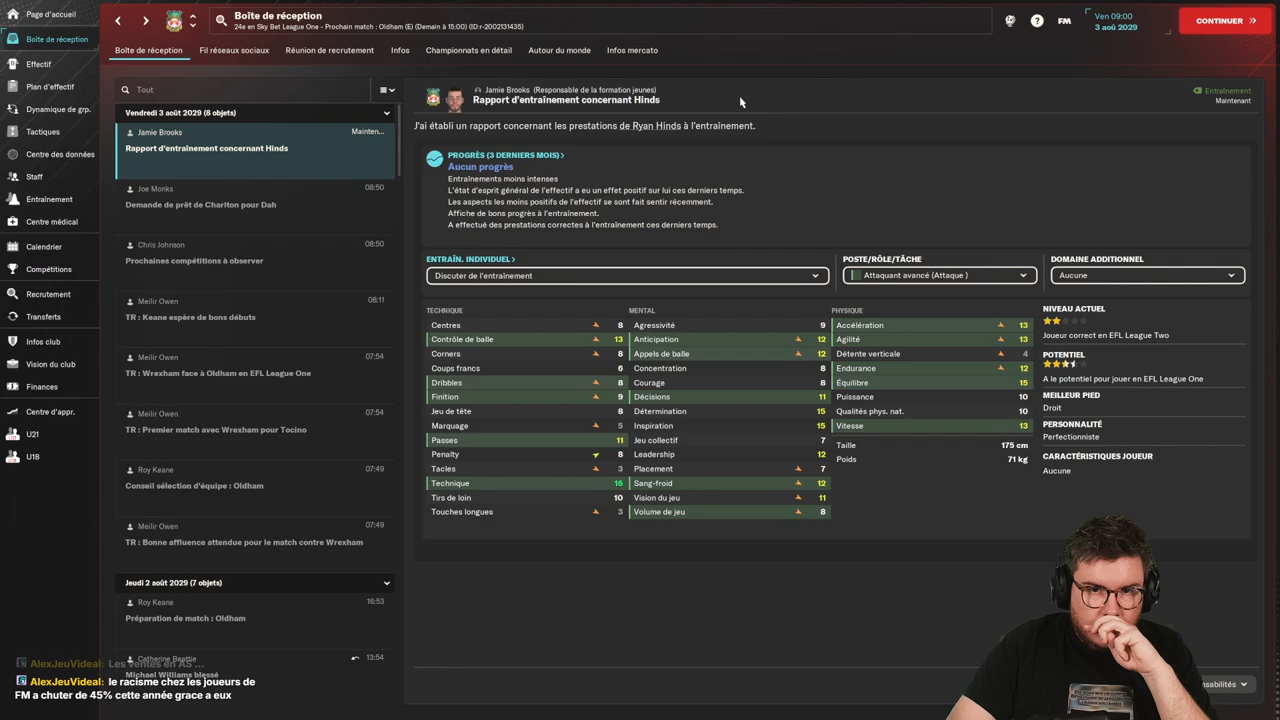 Page d'accueil
Boîte de réception
Effectif
Plan d'effectif
Dynamique de grp.
Tactiques
Centre des données
Staff
Entraînement
Centre médical
Calendrier
Compétitions
Recrutement
Transferts
Infos club
Vision du club
Finances
Centre d'appr.
U21
U18
Boîte de réception
24e en Sky Bet League One - Prochain match : Oldham (E) (Demain à 15:00) (ID:r-2002131435)
FM
Ven 09:00
3 aoû 2029
CONTINUER
Boîte de réception
Fil réseaux sociaux
Réunion de recrutement
Infos
Championnats en détail
Autour du monde
Infos mercato
Tout
Vendredi 3 août 2029 (8 objets)
Jamie Brooks
Mainten...
Rapport d'entraînement concernant Hinds
Joe Monks
08:50
Demande de prêt de Charlton pour Dah
Chris Johnson
08:50
Prochaines compétitions à observer
Meilir Owen
08:11
TR : Keane espère de bons débuts
Meilir Owen
07:54
TR : Wrexham face à Oldham en EFL League One
Meilir Owen
07:54
TR : Premier match avec Wrexham pour Tocino
Roy Keane
07:49
Conseil sélection d'équipe : Oldham
Meilir Owen
07:49
TR : Bonne affluence attendue pour le match contre Wrexham
Jeudi 2 août 2029 (7 objets)
Roy Keane
16:53
Préparation de match : Oldham
Catherine Beattie
13:54
Michael Williams blessé
AlexJeuVideal: Les ventes en AS ...
AlexJeuVideal: le racisme chez les joueurs de
FM a chuter de 45% cette année grace a eux
Jamie Brooks (Responsable de la formation jeunes)
Rapport d'entraînement concernant Hinds
Entraînement
Maintenant
J'ai établi un rapport concernant les prestations de Ryan Hinds à l'entraînement.
PROGRÈS (3 DERNIERS MOIS)
Aucun progrès
Entraînements moins intenses
L'état d'esprit général de l'effectif a eu un effet positif sur lui ces derniers temps.
Les aspects les moins positifs de l'effectif se sont fait sentir récemment.
Affiche de bons progrès à l'entraînement.
A effectué des prestations correctes à l'entraînement ces derniers temps.
ENTRAÎN. INDIVIDUEL
Discuter de l'entraînement
POSTE/RÔLE/TÂCHE
Attaquant avancé (Attaque )
DOMAINE ADDITIONNEL
Aucune
TECHNIQUE
Centres 8
Contrôle de balle 13
Corners 8
Coups francs 6
Dribbles 8
Finition 9
Jeu de tête 8
Marquage 5
Passes 11
Penalty 8
Tacles 3
Technique 16
Tirs de loin 10
Touches longues 3
MENTAL
Agressivité 9
Anticipation 12
Appels de balle 12
Concentration 8
Courage 8
Décisions 11
Détermination 15
Inspiration 15
Jeu collectif 7
Leadership 12
Placement 7
Sang-froid 12
Vision du jeu 11
Volume de jeu 8
PHYSIQUE
Accélération 13
Agilité 13
Détente verticale 4
Endurance 12
Équilibre 15
Puissance 10
Qualités phys. nat. 10
Vitesse 13
Taille 175 cm
Poids 71 kg
NIVEAU ACTUEL
Joueur correct en EFL League Two
POTENTIEL
A le potentiel pour jouer en EFL League One
MEILLEUR PIED
Droit
PERSONNALITÉ
Perfectionniste
CARACTÉRISTIQUES JOUEUR
Aucune